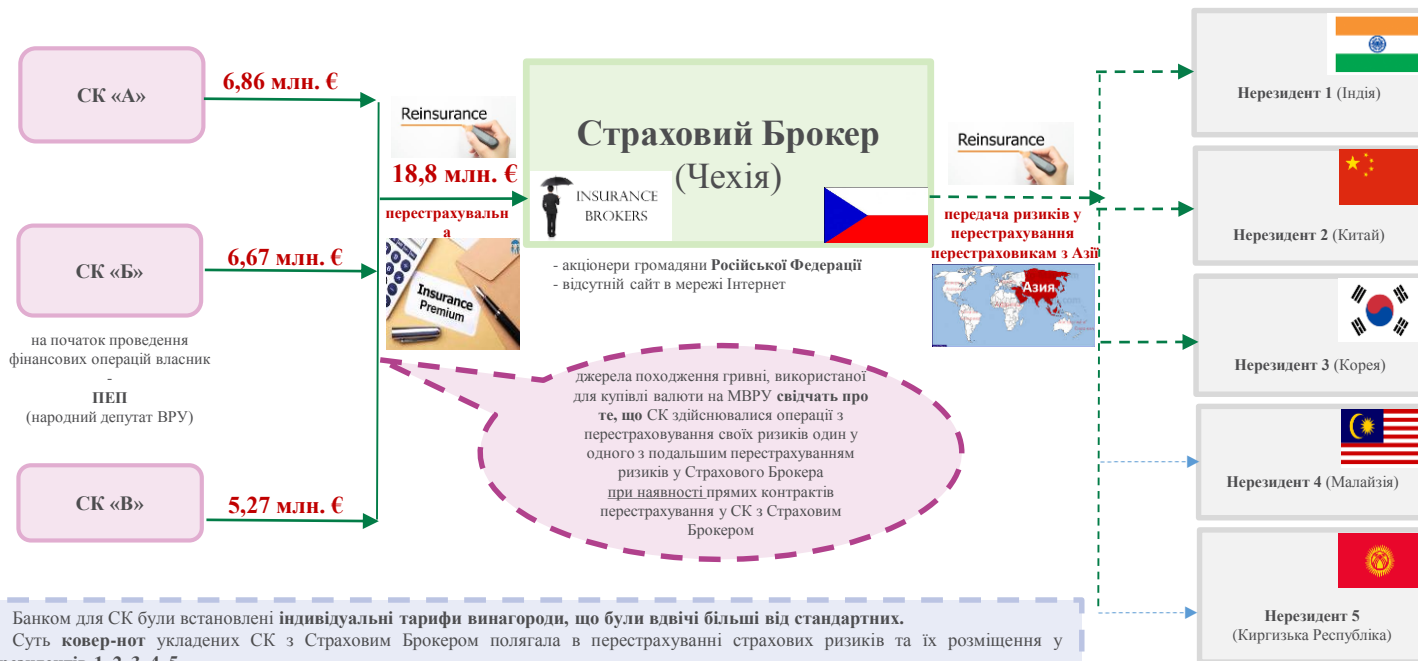 СК «А»
6,86 млн. €
Reinsurance
18,8 млн. €
перестрахувальн
а
Insurance
Premium
СК «Б»
6,67 млн. €
на початок проведення
фінансових операцій власник
-
ПЕП
(народний депутат ВРУ)
СК «В»
5,27 млн. €
Страховий Брокер
(Чехія)
INSURANCE
BROKERS
- акціонери громадяни Російської Федерації
- відсутній сайт в мережі Інтернет
джерела походження гривні, використаної
для купівлі валюти на МВРУ свідчать про
те, що СК здійснювалися операції з
перестраховування своїх ризиків один у
одного з подальшим перестрахуванням
ризиків у Страхового Брокера
при наявності прямих контрактів
перестрахування у СК з Страховим
Брокером
Reinsurance
передача ризиків у
перестрахування
перестраховикам з Азії
Азия
Нерезидент 1 (Індія)
Нерезидент 2 (Китай)
Нерезидент 3 (Корея)
Нерезидент 4 (Малайзія)
Нерезидент 5
(Киргизька Республіка)
Банком для СК були встановлені індивідуальні тарифи винагороди, що були вдвічі більші від стандартних.
Суть ковер-нот укладених СК з Страховим Брокером полягала в перестрахуванні страхових ризиків та їх розміщення у